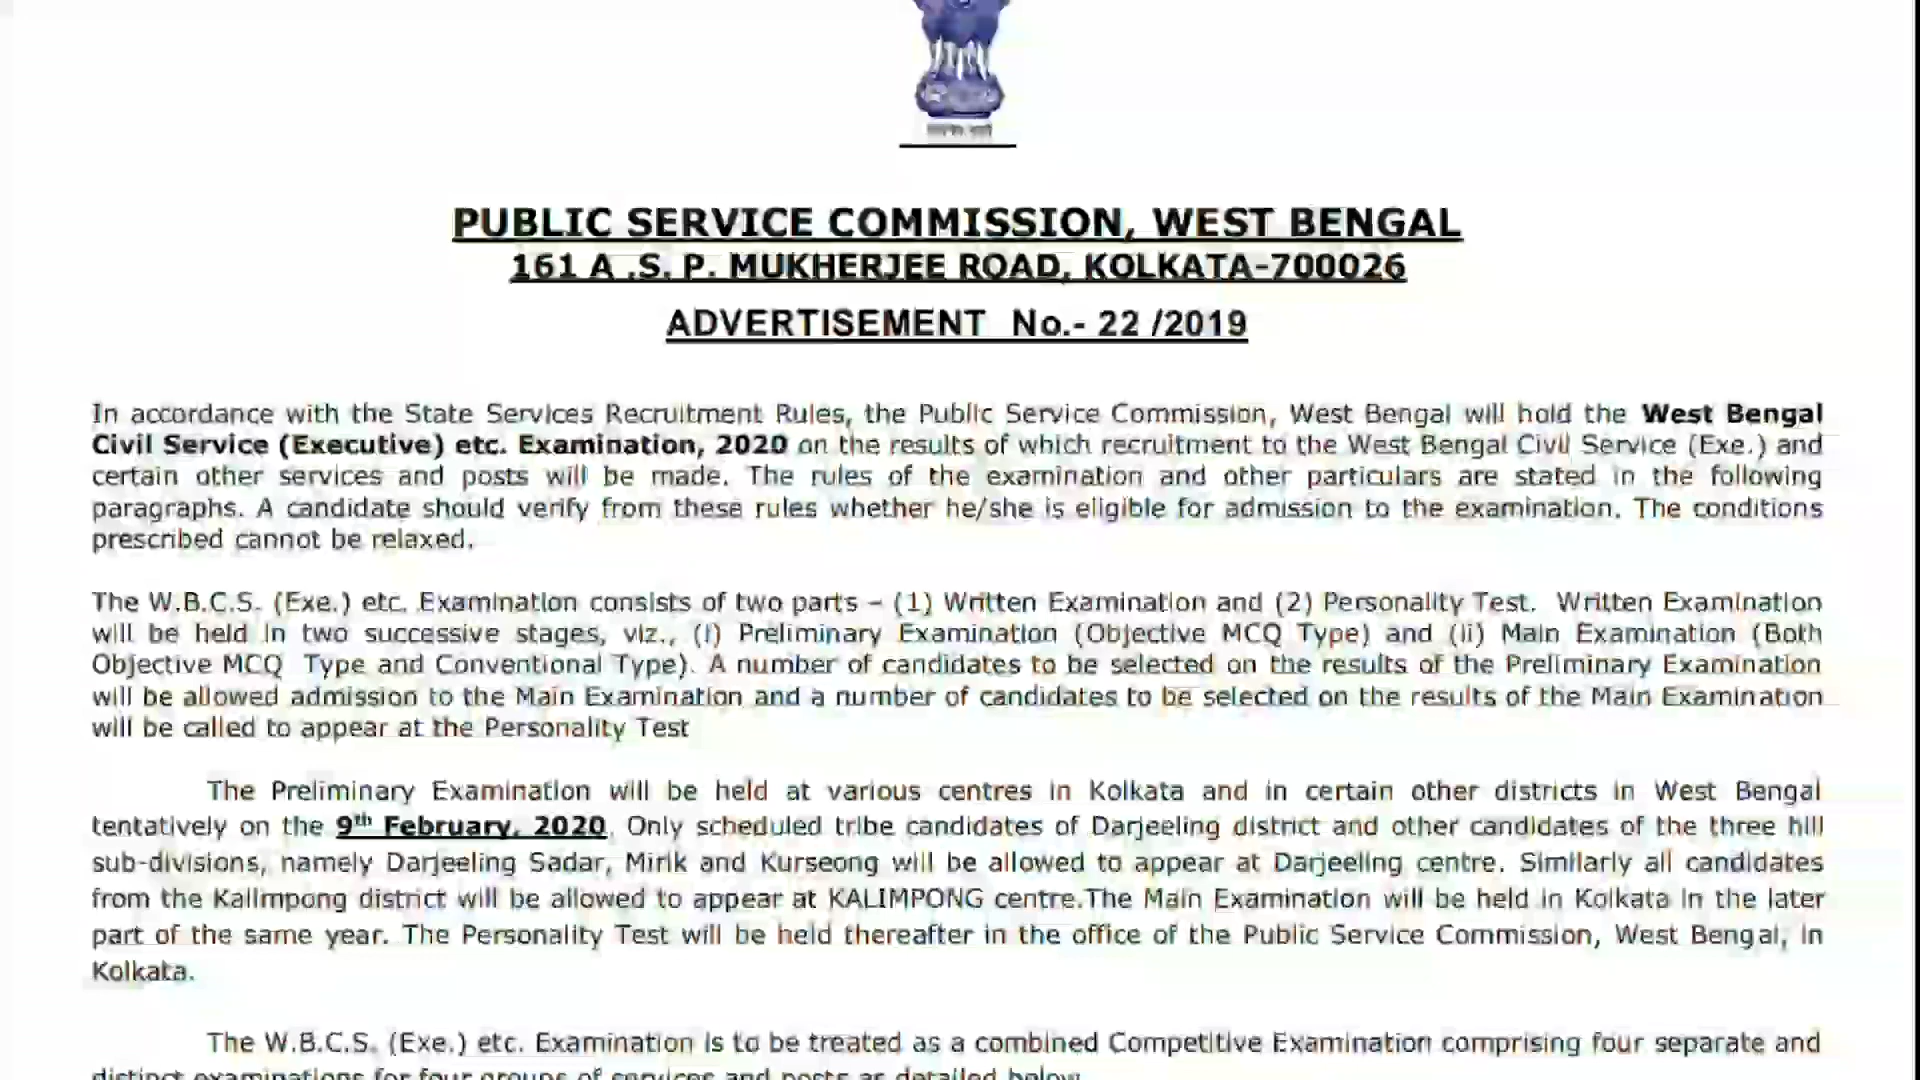 PUBLIC SERVICE COMMISSION, WEST BENGAL
161 A .S. P. MUKHERJEE ROAD, KOLKATA-700026
ADVERTISEMENT No.- 22 /2019
In accordance with the State Services Recruitment Rules, the Public Service Commission, West Bengal will hold the West Bengal
Civil Service (Executive) etc. Examination, 2020 on the results of which recruitment to the West Bengal Civil Service (Exe.) and
certain other services and posts will be made. The rules of the examination and other particulars are stated in the following
paragraphs. A candidate should verify from these rules whether he/she is eligible for admission to the examination. The conditions
prescribed cannot be relaxed.
The W.B.C.S. (Exe.) etc. Examination consists of two parts – (1) Written Examination and (2) Personality Test. Written Examination
will be held in two successive stages, viz., (i) Preliminary Examination (Objective MCQ Type) and (ii) Main Examination (Both
Objective MCQ Type and Conventional Type). A number of candidates to be selected on the results of the Preliminary Examination
will be allowed admission to the Main Examination and a number of candidates to be selected on the results of the Main Examination
will be called to appear at the Personality Test
The Preliminary Examination will be held at various centres in Kolkata and in certain other districts in West Bengal
tentatively on the 9th February, 2020. Only scheduled tribe candidates of Darjeeling district and other candidates of the three hill
sub-divisions, namely Darjeeling Sadar, Mirik and Kurseong will be allowed to appear at Darjeeling centre. Similarly all candidates
from the Kalimpong district will be allowed to appear at KALIMPONG centre.The Main Examination will be held in Kolkata in the later
part of the same year. The Personality Test will be held thereafter in the office of the Public Service Commission, West Bengal, in
Kolkata.
The W.B.C.S. (Exe.) etc. Examination is to be treated as a combined Competitive Examination comprising four separate and
distinct examinations for four groups of services and posts as detailed below